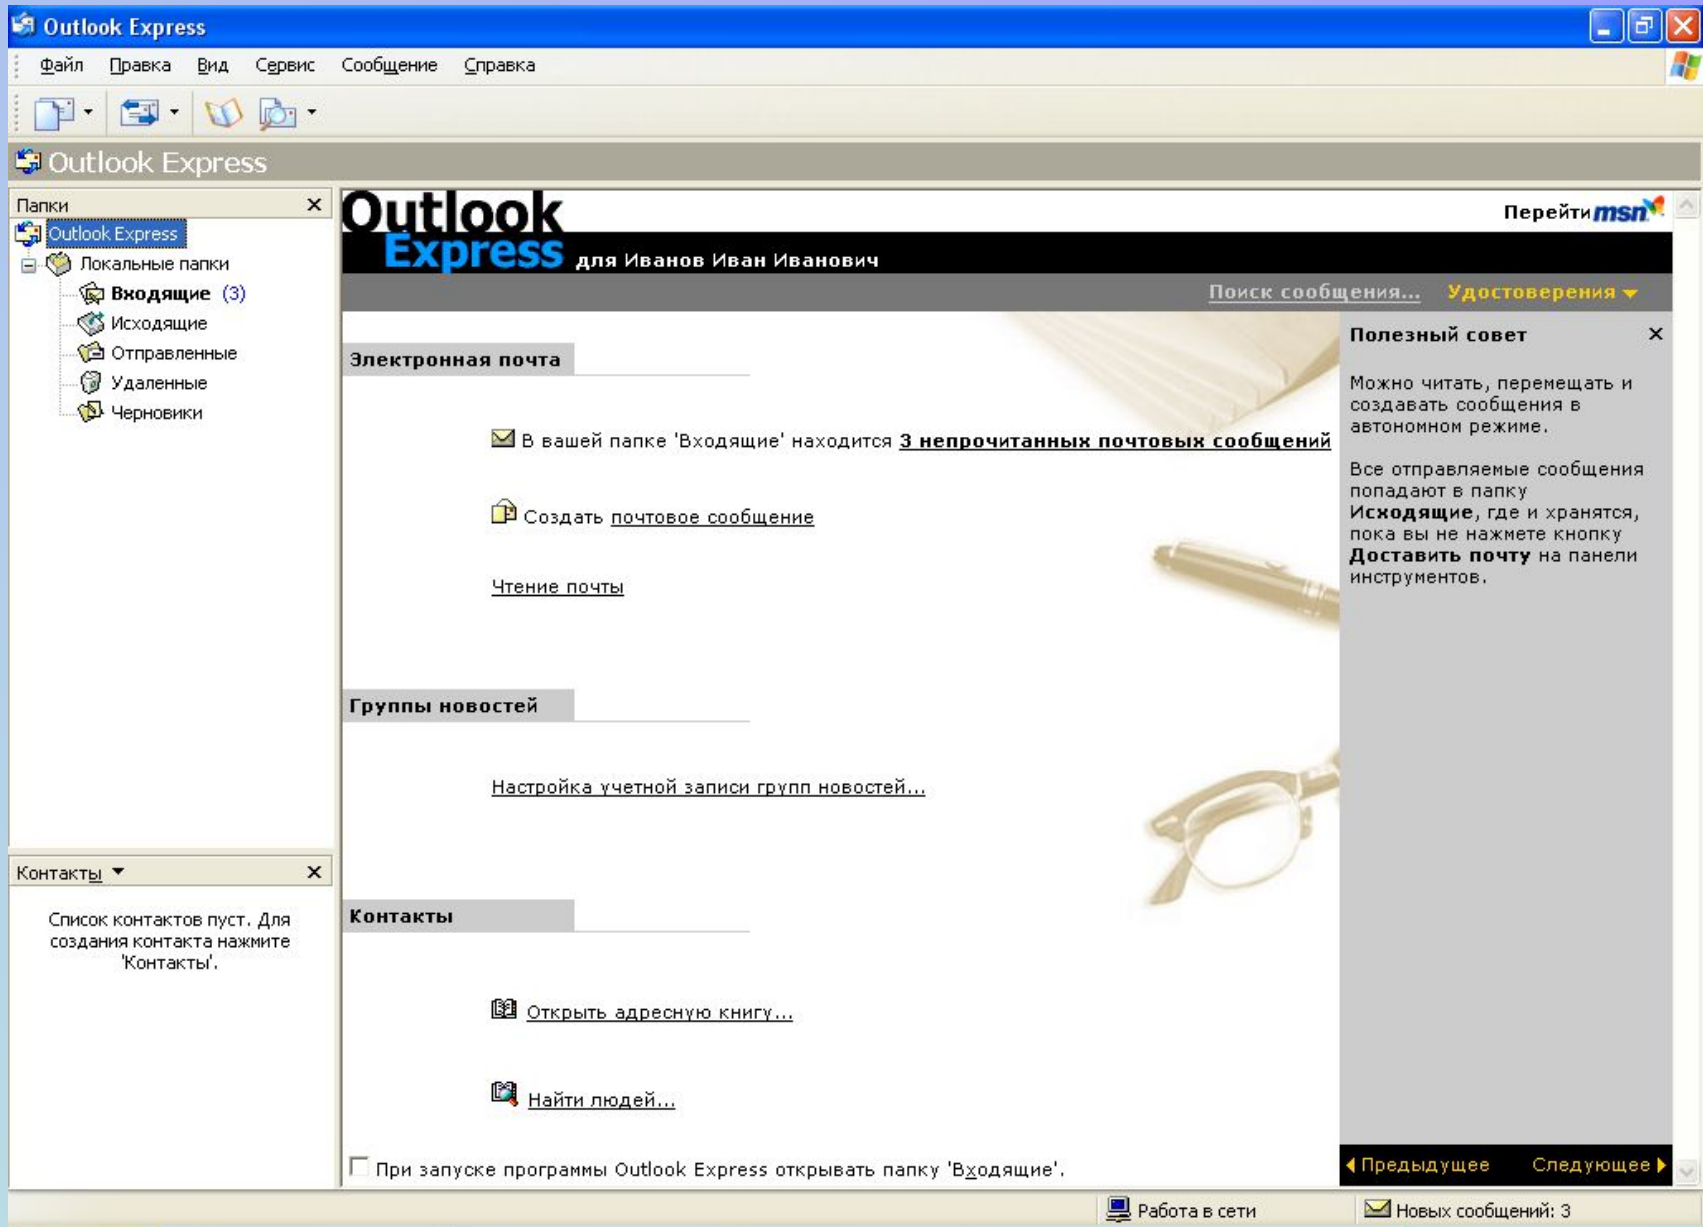 Outlook Express
Файл Правка Вид Сервис Сообщение Справка
Outlook Express
Папки
Outlook Express
Локальные папки
Входящие (3)
Исходящие
Отправленные
Удаленные
Черновики
Контакты
Список контактов пуст. Для
создания контакта нажмите
'Контакты'.
Outlook
Express для Иванов Иван Иванович
Перейти msn
Поиск сообщения... Удостоверения
Электронная почта
В вашей папке 'Входящие' находится 3 непрочитанных почтовых сообщений
Создать почтовое сообщение
Чтение почты
Группы новостей
Настройка учетной записи групп новостей...
Контакты
Открыть адресную книгу...
Найти людей...
При запуске программы Outlook Express открывать папку 'Входящие'.
Полезный совет
Можно читать, перемещать и
создавать сообщения в
автономном режиме.
Все отправляемые сообщения
попадают в папку
Исходящие, где и хранятся,
пока вы не нажмете кнопку
Доставить почту на панели
инструментов.
Предыдущее Следующее
Работа в сети Новых сообщений: 3